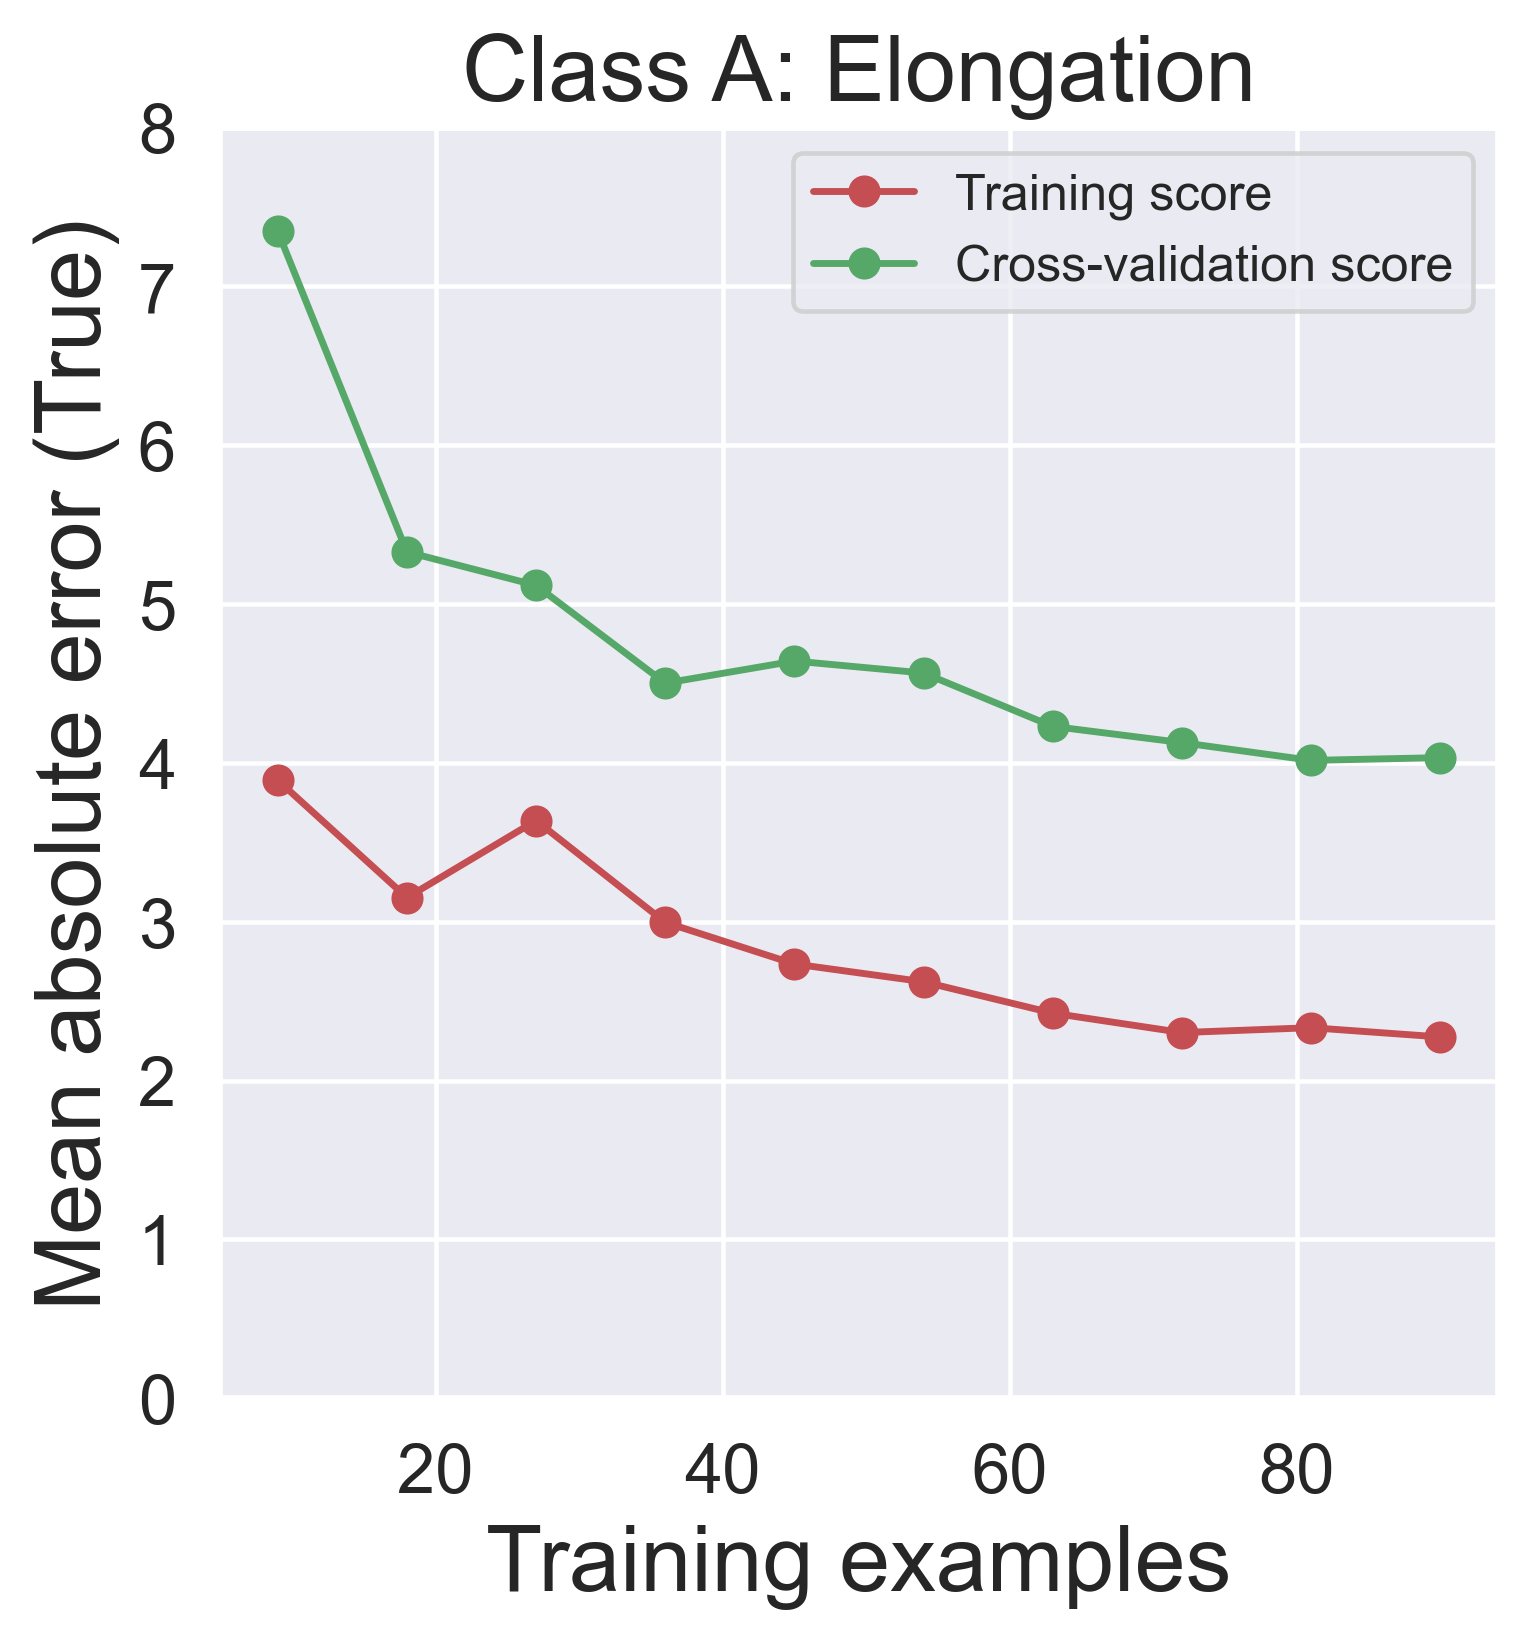 Class A: Elongation
Mean absolute error (True)
8
7
6
5
4
3
2
1
0
Training score
Cross-validation score
20 40 60 80
Training examples